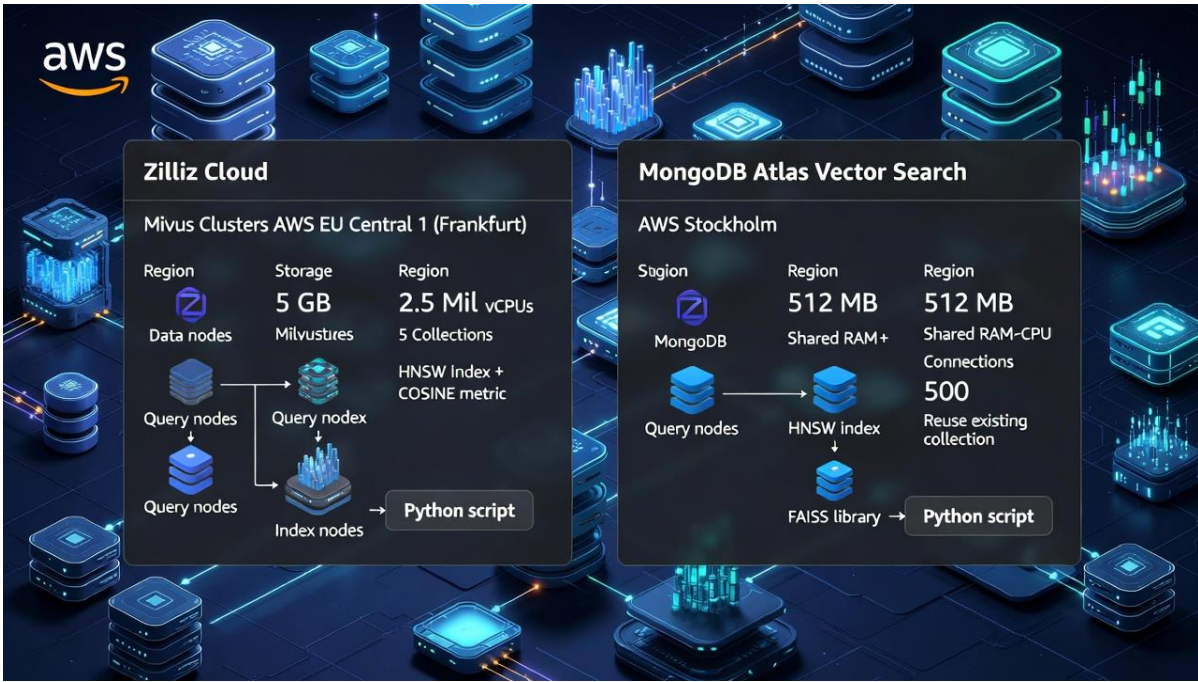 aws
Zilliz Cloud
Mivus Clusters AWS EU Central 1 (Frankfurt)
Region
Data nodes
Storage
5 GB
Milvustιres
Region
2.5 Mil vCPUs
5 Collections
HNSW Index +
COSINE metric
Query nodes
Query nodex
Query nodes
Index nodes
Python script
MongoDB Atlas Vector Search
AWS Stockholm
MongoDB
Region
512 MB
Shared RAM+
Region
512 MB
Shared RAM-CPU
Connections
500
Reuse existing
collection
Query nodes
HNSW index
FAISS library
Python script